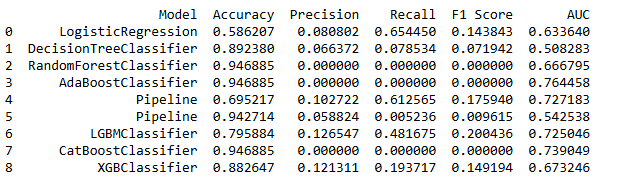 Model Accuracy Precision Recall F1 Score AUC
0 LogisticRegression 0.586207 0.080802 0.654450 0.143843 0.633640
1 DecisionTreeClassifier 0.892380 0.066372 0.078534 0.071942 0.508283
2 RandomForestClassifier 0.946885 0.000000 0.000000 0.000000 0.666795
3 AdaBoostClassifier 0.946885 0.000000 0.000000 0.000000 0.764458
4 Pipeline 0.695217 0.102722 0.612565 0.175940 0.727183
5 Pipeline 0.942714 0.058824 0.005236 0.009615 0.542538
6 LGBMClassifier 0.795884 0.126547 0.481675 0.200436 0.725046
7 CatBoostClassifier 0.946885 0.000000 0.000000 0.000000 0.739049
8 XGBClassifier 0.882647 0.121311 0.193717 0.149194 0.673246